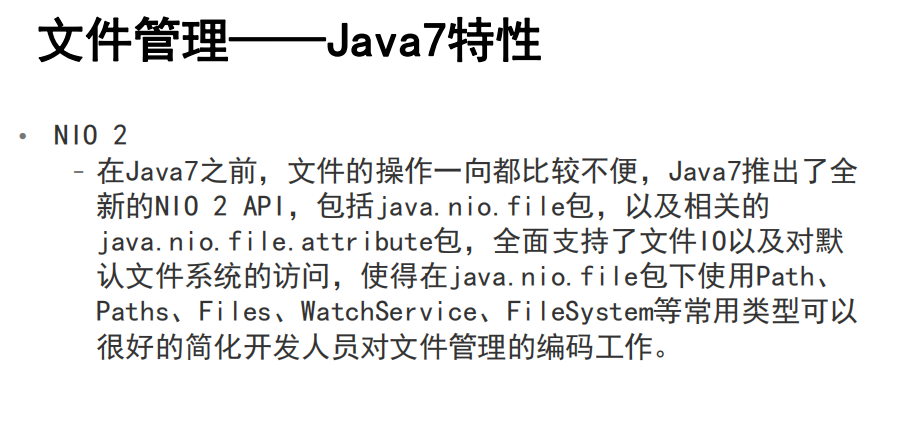 文件管理——Java7特性
• NIO 2
– 在Java7之前，文件的操作一向都比较不便，Java7推出了全
新的NIO 2 API，包括java.nio.file包，以及相关的
java.nio.file.attribute包，全面支持了文件IO以及对默
认文件系统的访问，使得在java.nio.file包下使用Path、
Paths、Files、WatchService、FileSystem等常用类型可以
很好的简化开发人员对文件管理的编码工作。